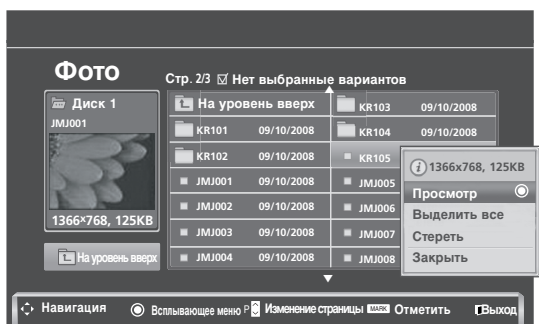 Фото
Стр. 2/3 Нет выбранные вариантов
Диск 1
JMJ001
1366×768, 125KB
На уровень вверх
На уровень вверх
KR101 09/10/2008
KR102 09/10/2008
JMJ001 09/10/2008
JMJ002 09/10/2008
JMJ003 09/10/2008
JMJ004 09/10/2008
KR103 09/10/2008
KR104 09/10/2008
KR105
JMJ005
JMJ006
JMJ007
JMJ008
1366x768, 125KB
Просмотр
Выделить все
Стереть
Закрыть
Навигация Всплывающее меню P Изменение страницы MARK Отметить Выход